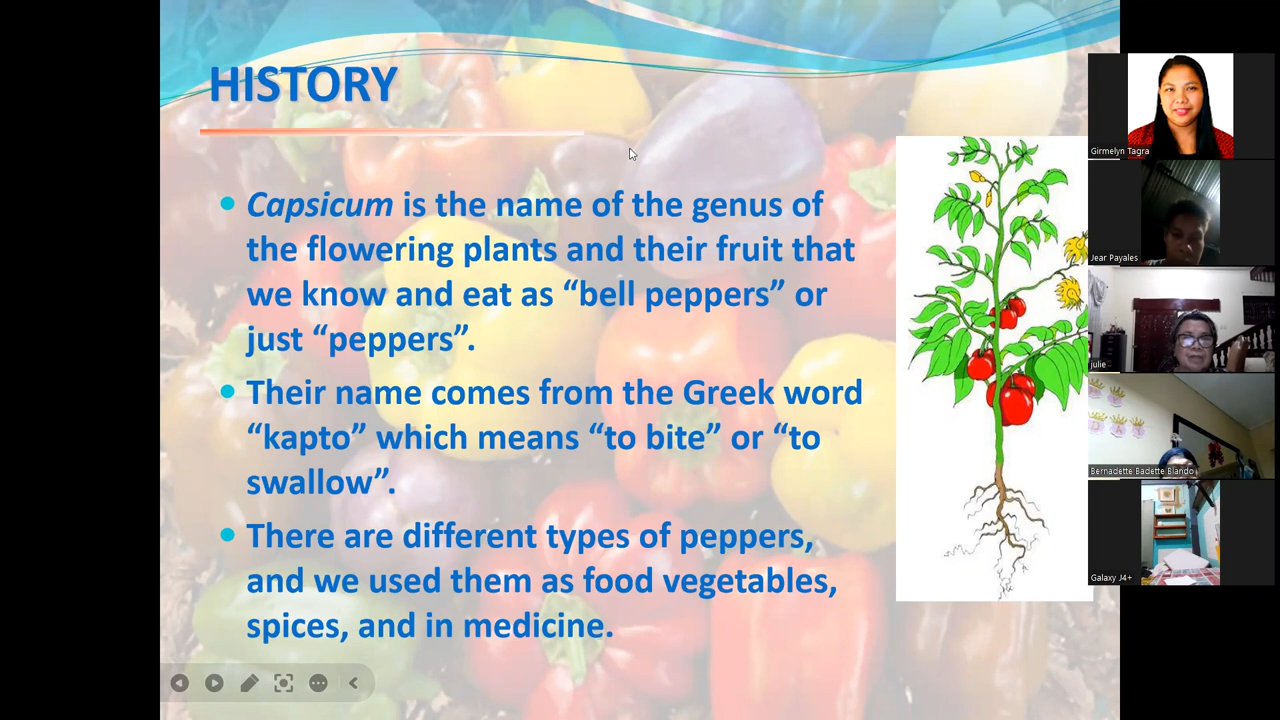 HISTORY
Capsicum is the name of the genus of
the flowering plants and their fruit that
we know and eat as “bell peppers” or
just “peppers”.
Their name comes from the Greek word
“kapto” which means “to bite” or “to
swallow”.
There are different types of peppers,
and we used them as food vegetables,
spices, and in medicine.
Girmelyn Tagra
Jear Payales
julie
Bernadette Badette Blando
Galaxy J4+